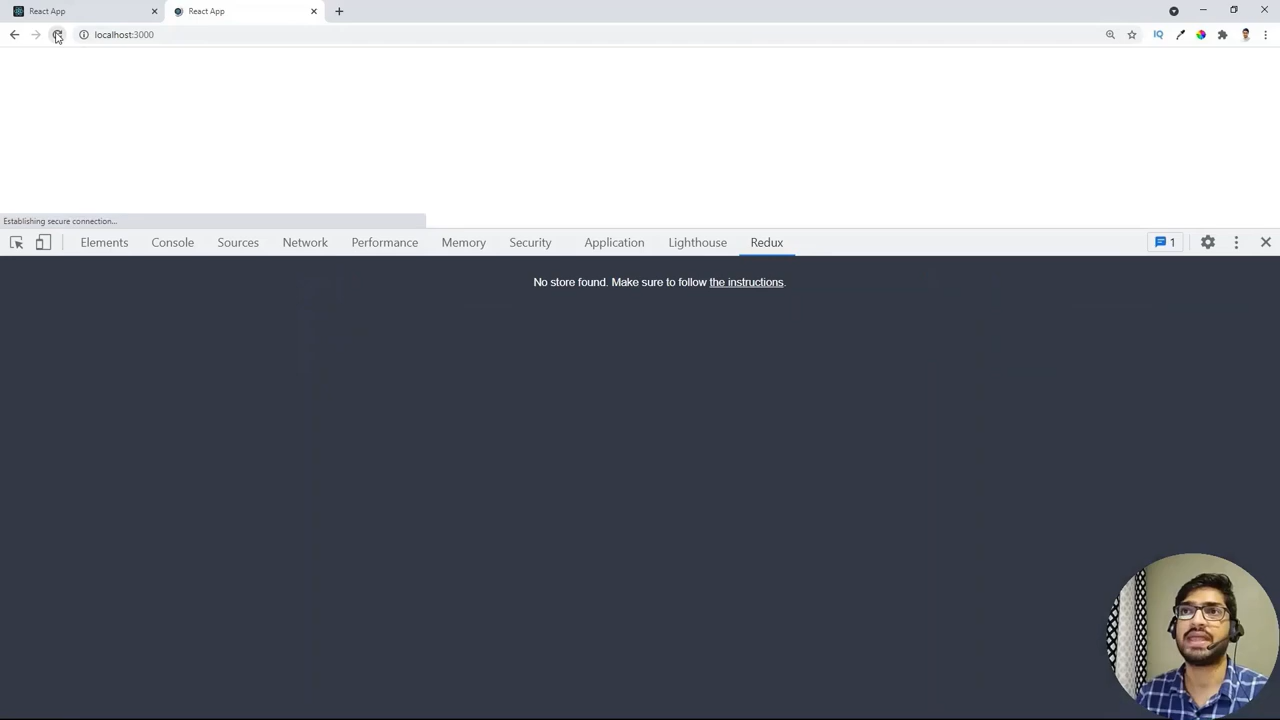 React App
React App
localhost:3000
IQ
Establishing secure connection...
Elements Console Sources Network Performance Memory Security Application Lighthouse Redux 1
No store found. Make sure to follow the instructions.